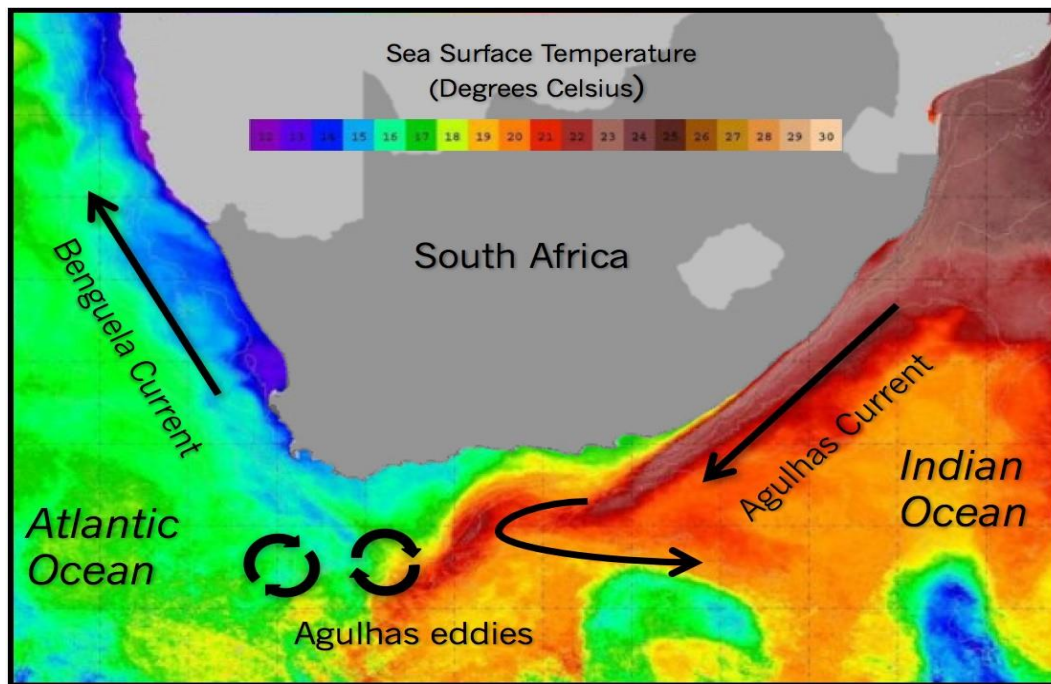 Sea Surface Temperature
(Degrees Celsius)
12 13 14 15 16 17 18 19 20 21 22 23 24 25 26 27 28 29 30
South Africa
Benguela Current
Agulhas Current
Indian
Ocean
Atlantic
Ocean
Agulhas eddies